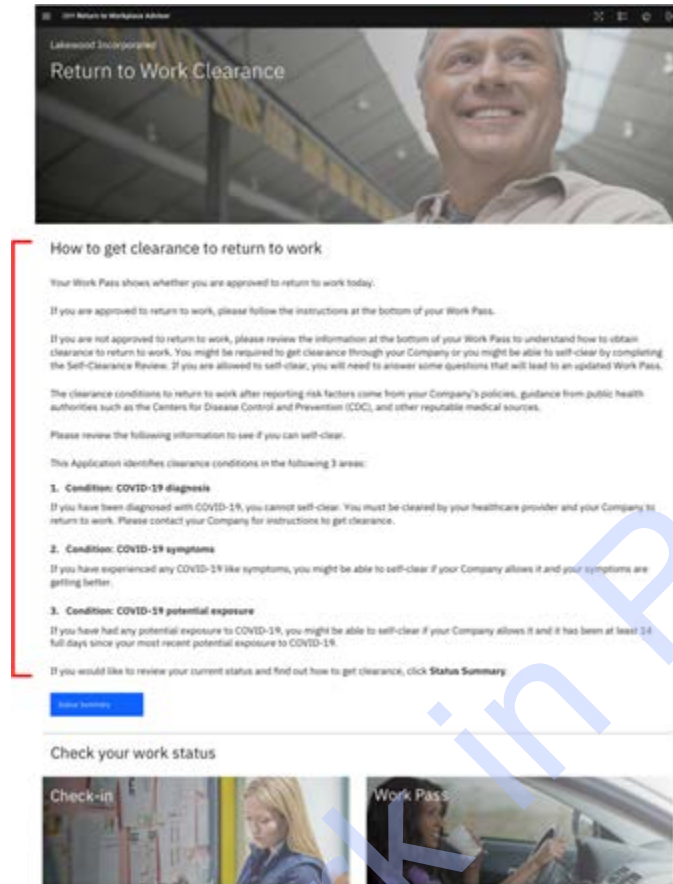 IBM Return to Workplace Advisor
Lakewood Incorporated
Return to Work Clearance
How to get clearance to return to work
Your Work Pass shows whether you are approved to return to work today.
If you are approved to return to work, please follow the instructions at the bottom of your Work Pass.
If you are not approved to return to work, please review the information at the bottom of your Work Pass to understand how to obtain
clearance to return to work. You might be required to get clearance through your Company or you might be able to self-clear by completing
the Self-Clearance Review. If you are allowed to self-clear, you will need to answer some questions that will lead to an updated Work Pass.
The clearance conditions to return to work after reporting risk factors come from your Company's policies, guidance from public health
authorities such as the Centers for Disease Control and Prevention (CDC), and other reputable medical sources.
Please review the following information to see if you can self-clear.
This Application identifies clearance conditions in the following 3 areas:
1. Condition: COVID-19 diagnosis
If you have been diagnosed with COVID-19, you cannot self-clear. You must be cleared by your healthcare provider and your Company to
return to work. Please contact your Company for instructions to get clearance.
2. Condition: COVID-19 symptoms
If you have experienced any COVID-19 like symptoms, you might be able to self-clear if your Company allows it and your symptoms are
getting better.
3. Condition: COVID-19 potential exposure
If you have had any potential exposure to COVID-19, you might be able to self-clear if your Company allows it and it has been at least 14
full days since your most recent potential exposure to COVID-19.
If you would like to review your current status and find out how to get clearance, click Status Summary.
Status Summary
Check your work status
Check-in
Work Pass